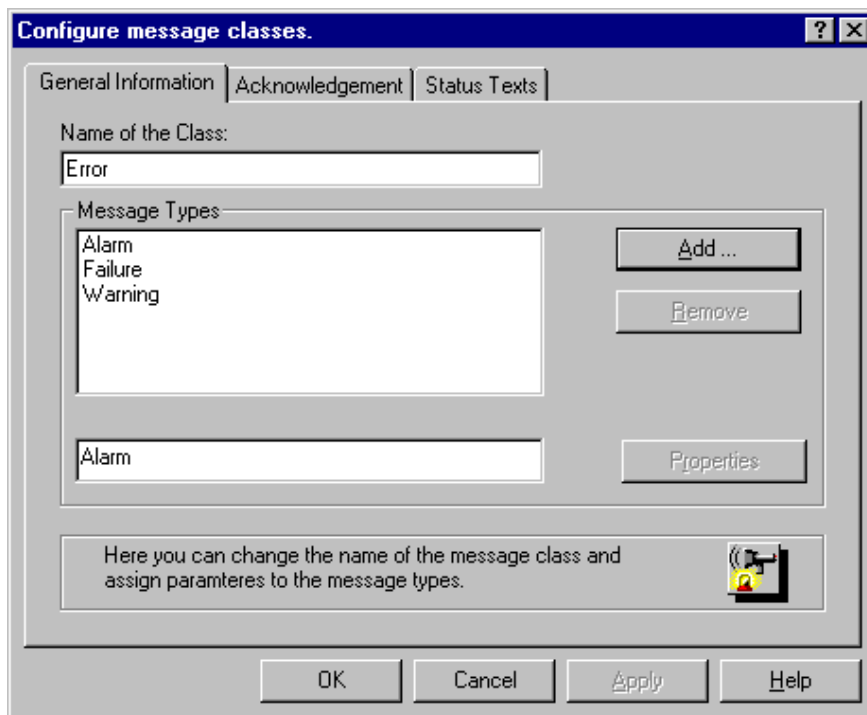 Configure message classes.
General Information Acknowledgement Status Texts
Name of the Class:
Error
Message Types
Alarm
Failure
Warning
Add ...
Remove
Alarm
Properties
Here you can change the name of the message class and
assign paramteres to the message types.
OK Cancel Apply Help